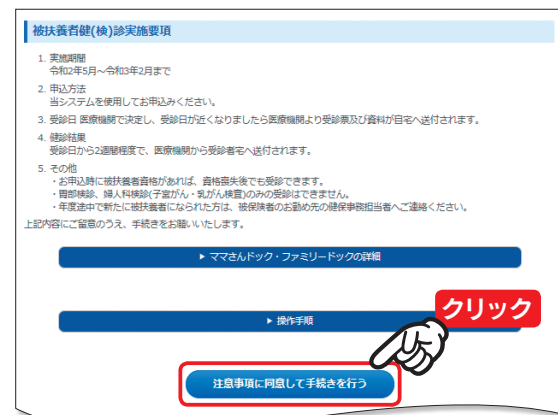 被扶養者健(検)診実施要項
1. 実施期間
令和2年5月～令和3年2月まで
2. 申込方法
当システムを使用してお申込みください。
3. 受診日 医療機関で決定し、受診日が近くなりましたら医療機関より受診票及び資料が自宅へ送付されます。
4. 健診結果
受診日から2週間程度で、医療機関から受診者宅へ送付されます。
5. その他
・お申込時に被扶養者資格があれば、資格喪失後でも受診できます。
・胃部検診、婦人科検診(子宮がん・乳がん検査)のみの受診はできません。
・年度途中で新たに被扶養者になられた方は、被保険者のお勤め先の健保事務担当者へご連絡ください。
上記内容にご留意のうえ、手続きをお願いいたします。
▶ ママさんドック・ファミリードックの詳細
クリック
▶ 操作手順
注意事項に同意して手続きを行う